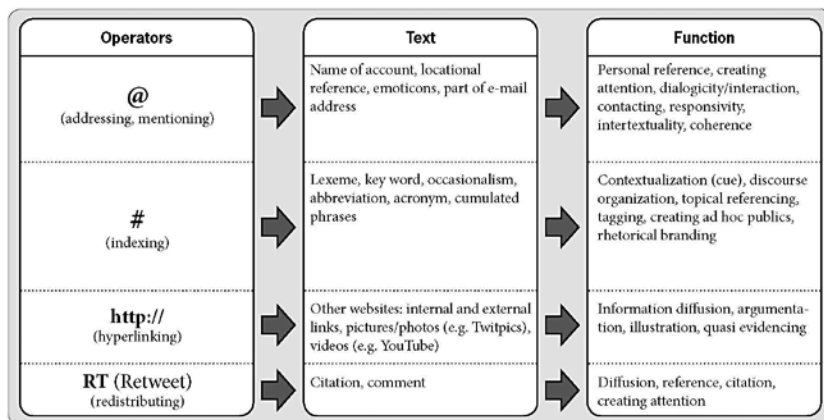 Operators
Text
Function
@
(addressing, mentioning)
Name of account, locational
reference, emoticons, part of e-mail
address
Personal reference, creating
attention, dialogicity/interaction,
contacting, responsivity,
intertextuality, coherence
#
(indexing)
Lexeme, key word, occasionalism,
abbreviation, acronym, cumulated
phrases
Contextualization (cue), discourse
organization, topical referencing,
tagging, creating ad hoc publics,
rhetorical branding
http://
(hyperlinking)
Other websites: internal and external
links, pictures/photos (e.g. Twitpics),
videos (e.g. YouTube)
Information diffusion, argumenta-
tion, illustration, quasi evidencing
RT (Retweet)
(redistributing)
Citation, comment
Diffusion, reference, citation,
creating attention